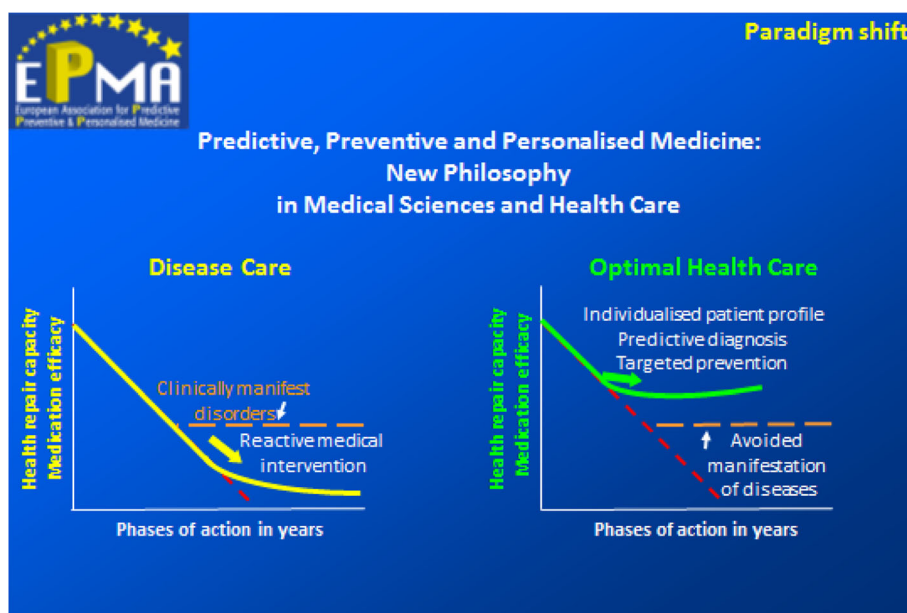 Paradigm shift
EPMA
European Association for Predictive
Preventive & Personalised Medicine
Predictive, Preventive and Personalised Medicine:
New Philosophy
in Medical Sciences and Health Care
Disease Care
Health repair capacity
Medication efficacy
Clinically manifest
disorders
Reactive medical
intervention
Phases of action in years
Optimal Health Care
Health repair capacity
Medication efficacy
Individualised patient profile
Predictive diagnosis
Targeted prevention
Avoided
manifestation
of diseases
Phases of action in years